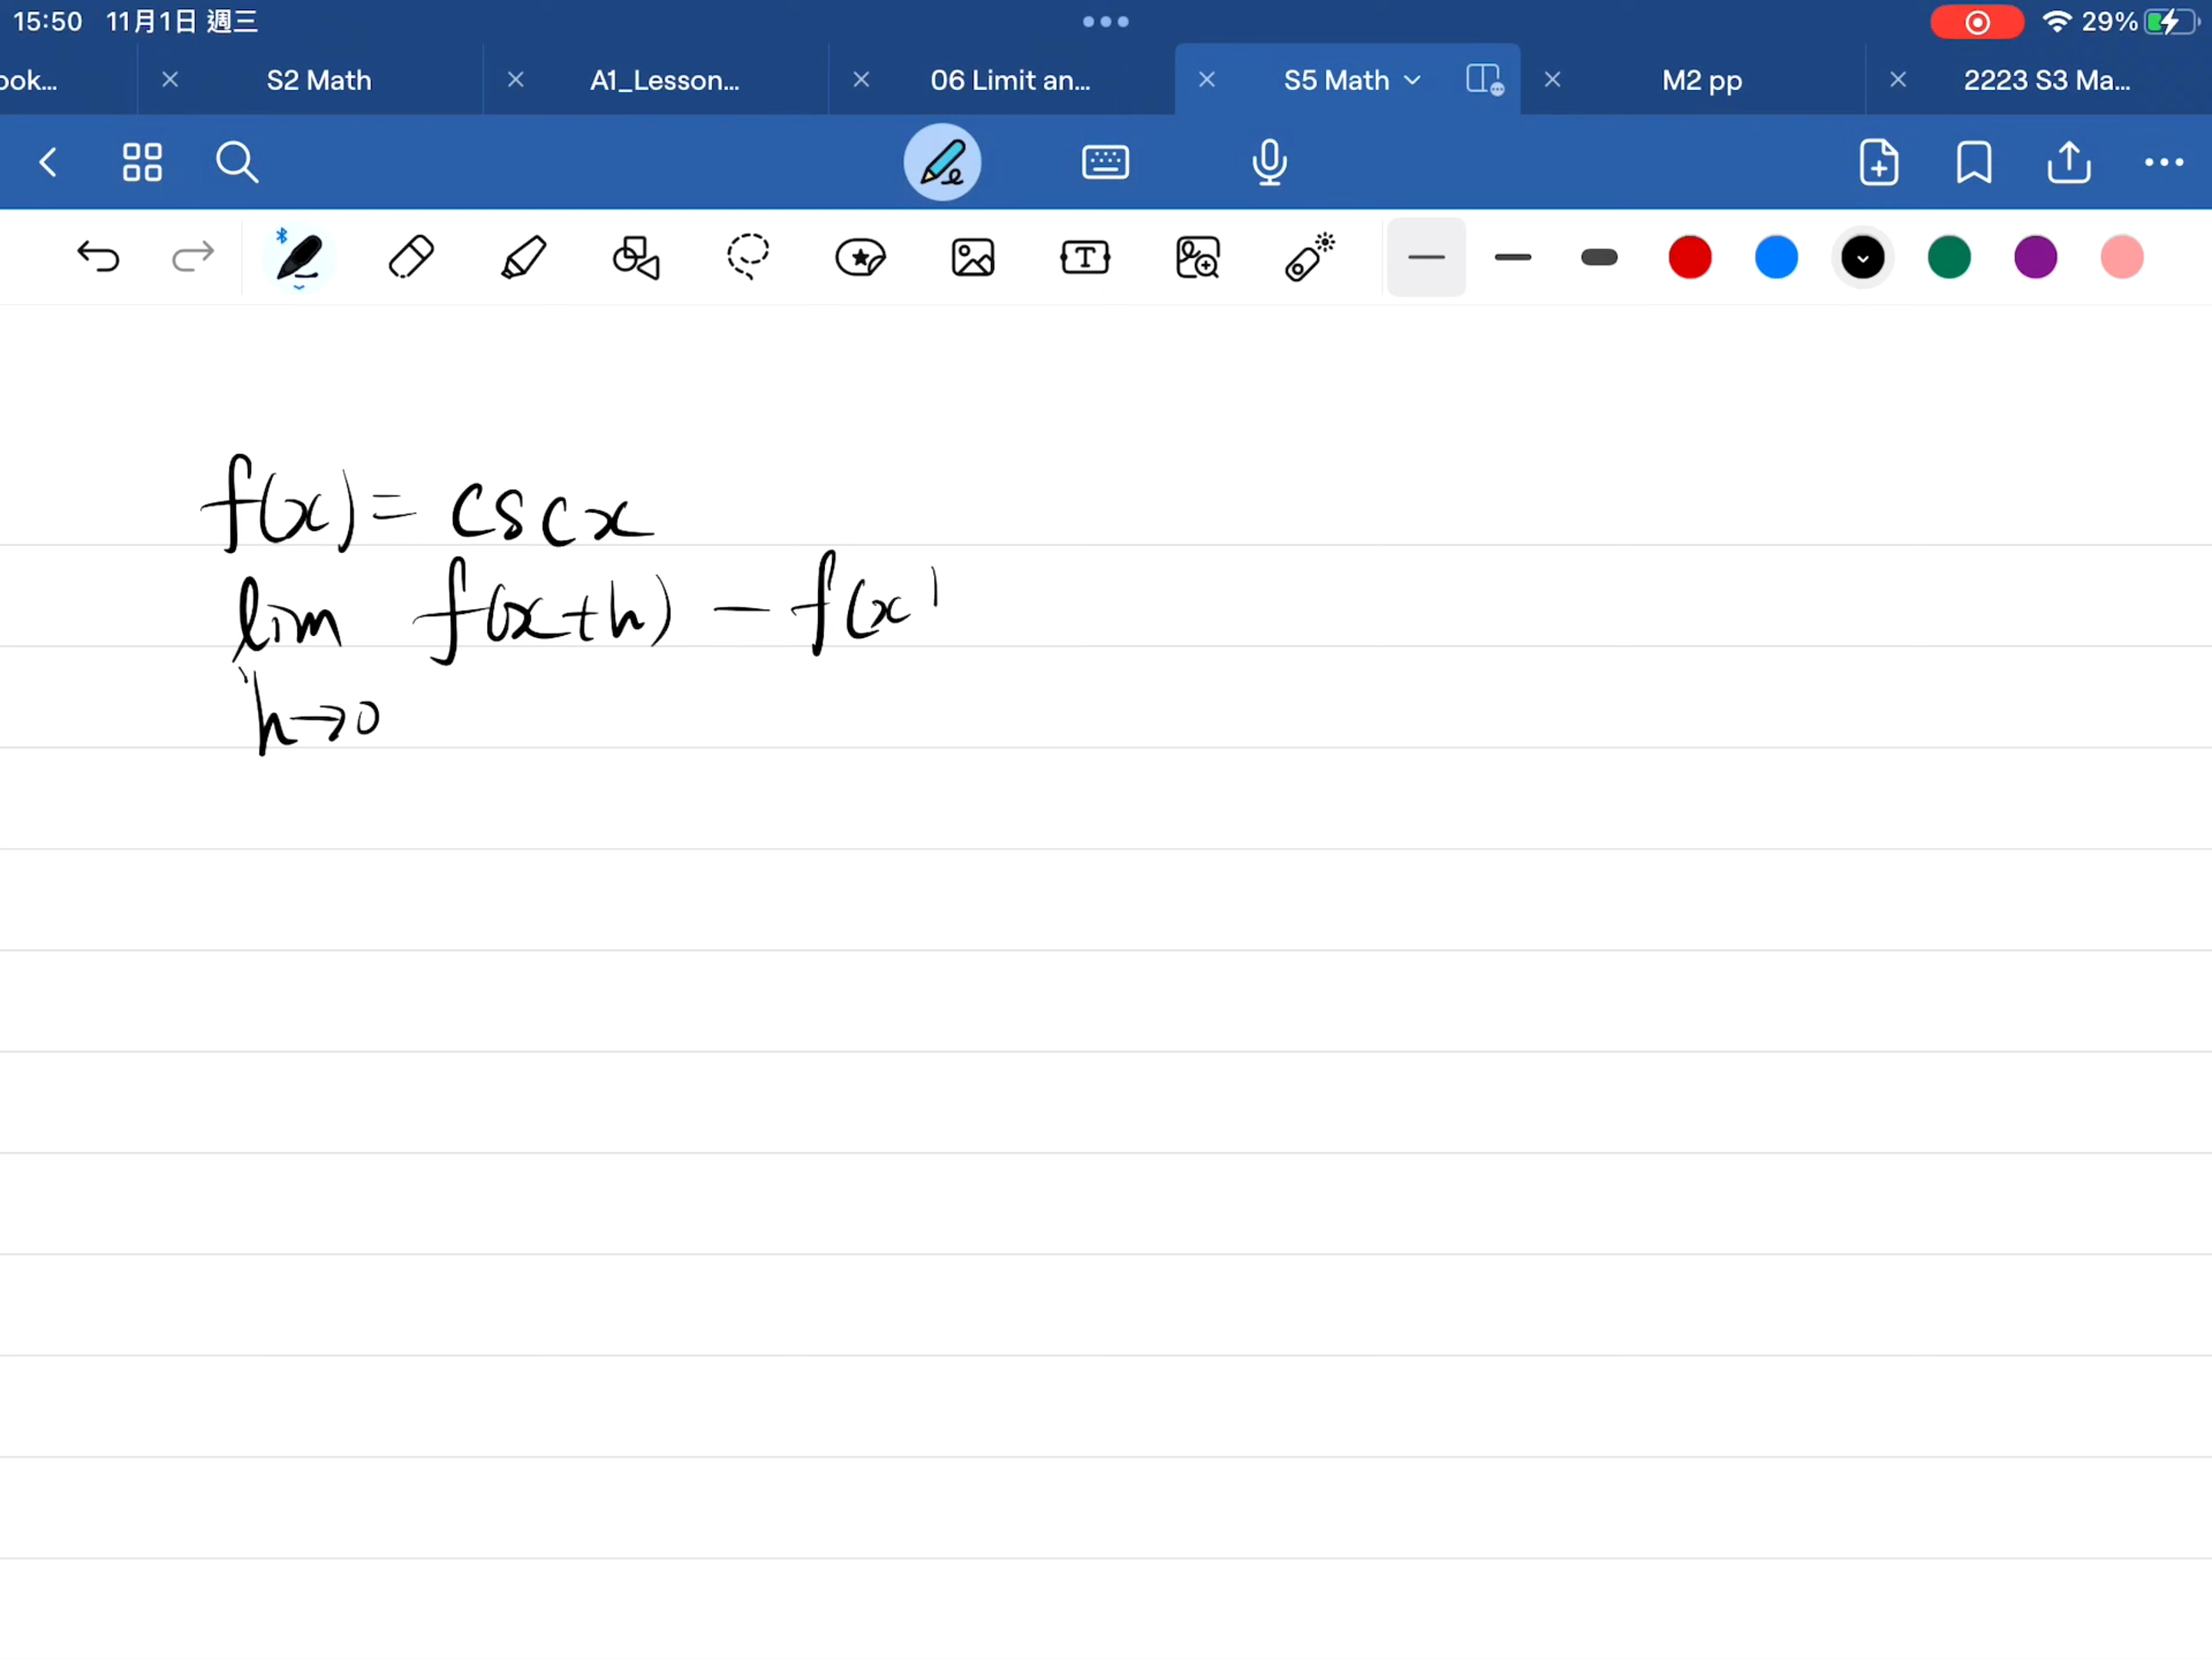 15:50 11月1日 週三 29%
ook... S2 Math A1_Lesson... 06 Limit an... S5 Math M2 pp 2223 S3 Ma...
f(x) = csc x
lim f(x+h) - f(x)
h→0